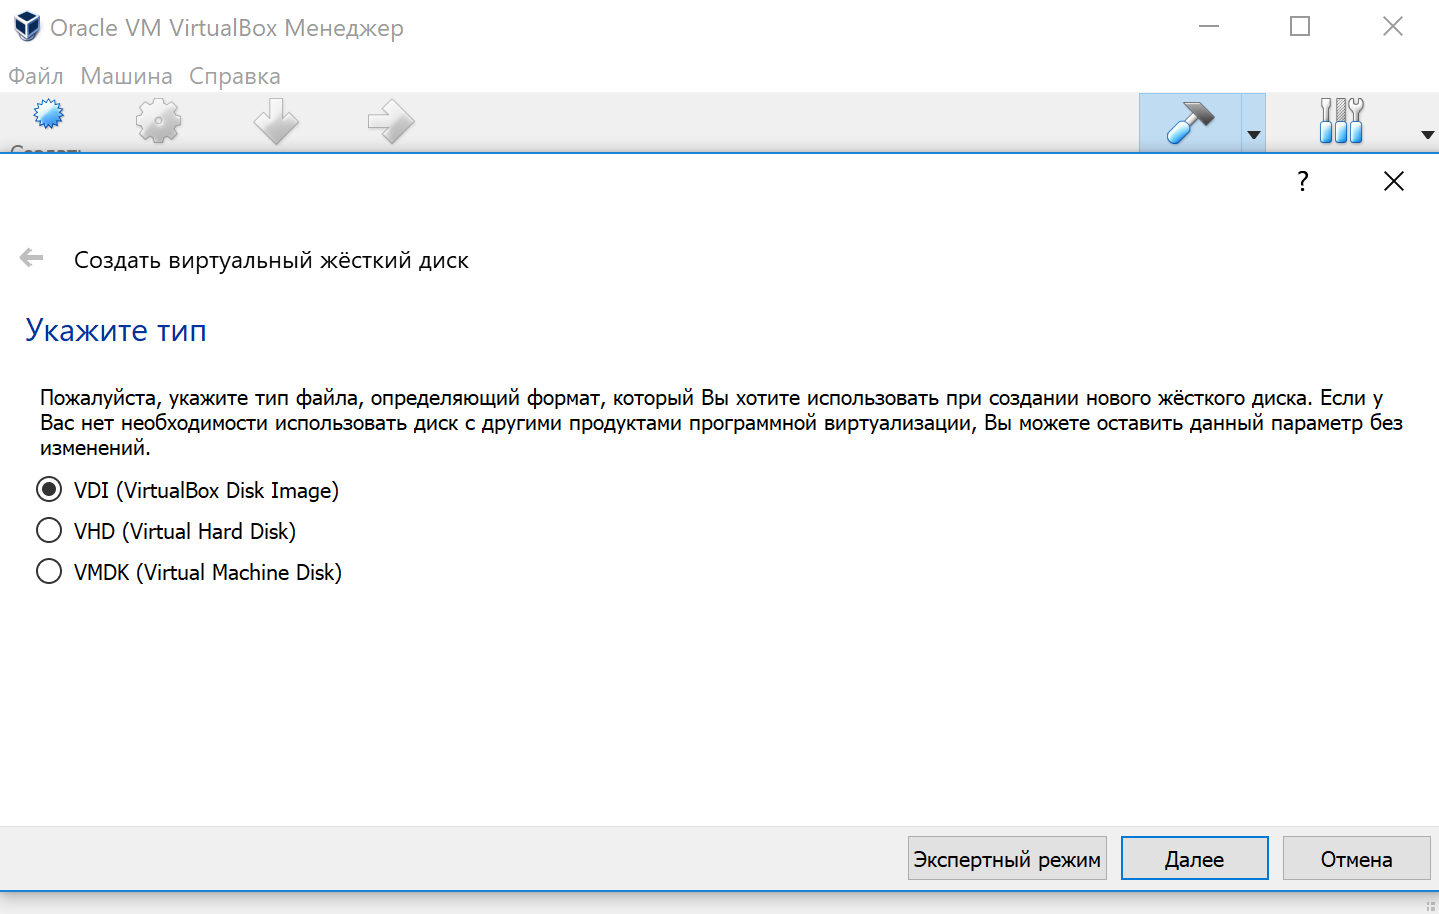 Oracle VM VirtualBox Менеджер
Файл Машина Справка
Создать
?
Создать виртуальный жёсткий диск
Укажите тип
Пожалуйста, укажите тип файла, определяющий формат, который Вы хотите использовать при создании нового жёсткого диска. Если у
Вас нет необходимости использовать диск с другими продуктами программной виртуализации, Вы можете оставить данный параметр без
изменений.
VDI (VirtualBox Disk Image)
VHD (Virtual Hard Disk)
VMDK (Virtual Machine Disk)
Экспертный режим Далее Отмена